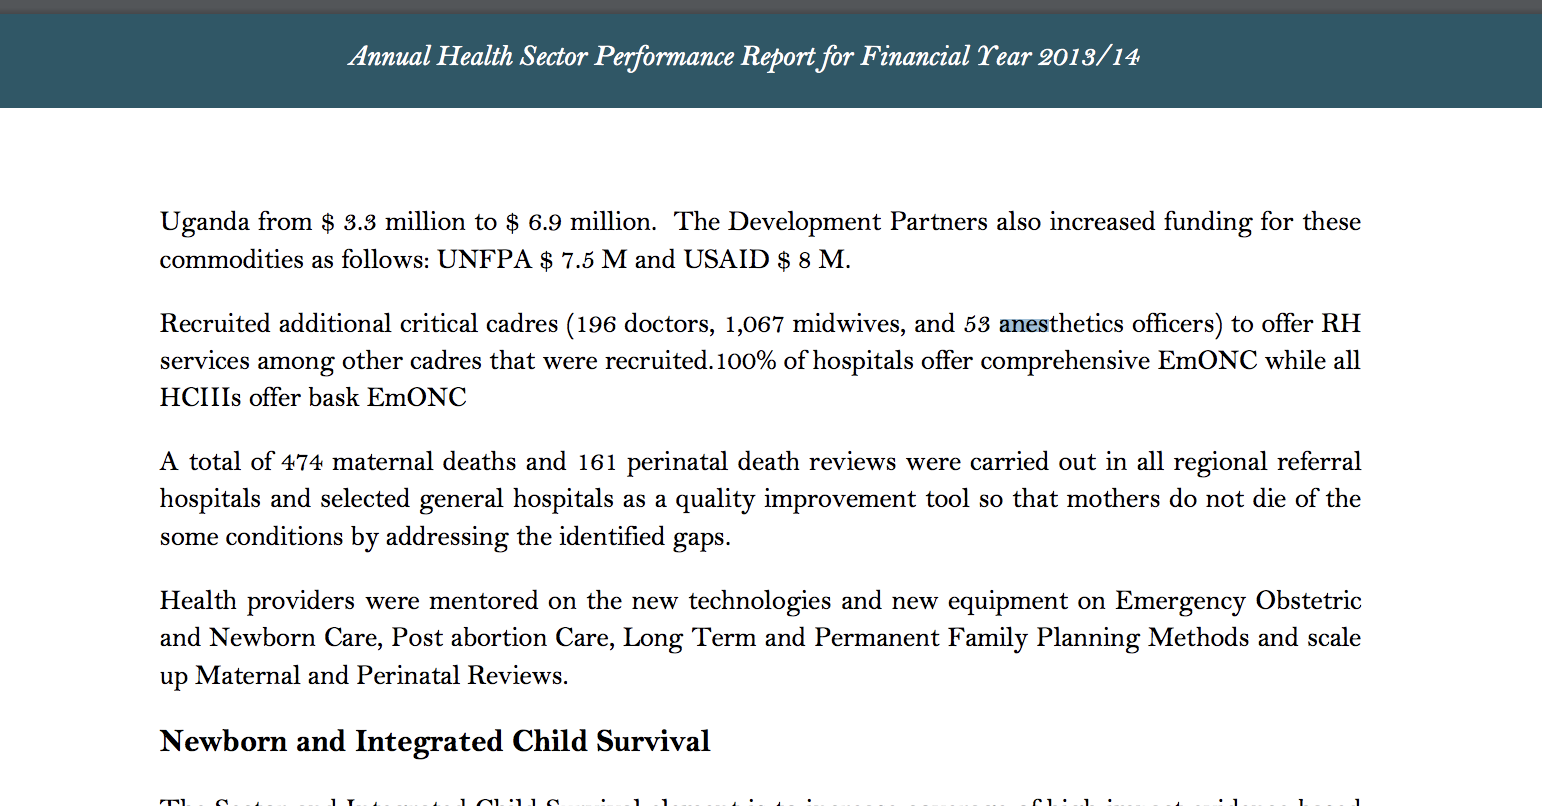 Annual Health Sector Performance Report for Financial Year 2013/14
Uganda from $ 3.3 million to $ 6.9 million.  The Development Partners also increased funding for these
commodities as follows: UNFPA $ 7.5 M and USAID $ 8 M.
Recruited additional critical cadres (196 doctors, 1,067 midwives, and 53 anesthetics officers) to offer RH
services among other cadres that were recruited.100% of hospitals offer comprehensive EmONC while all
HCIIIs offer bask EmONC
A total of 474 maternal deaths and 161 perinatal death reviews were carried out in all regional referral
hospitals and selected general hospitals as a quality improvement tool so that mothers do not die of the
some conditions by addressing the identified gaps.
Health providers were mentored on the new technologies and new equipment on Emergency Obstetric
and Newborn Care, Post abortion Care, Long Term and Permanent Family Planning Methods and scale
up Maternal and Perinatal Reviews.
Newborn and Integrated Child Survival